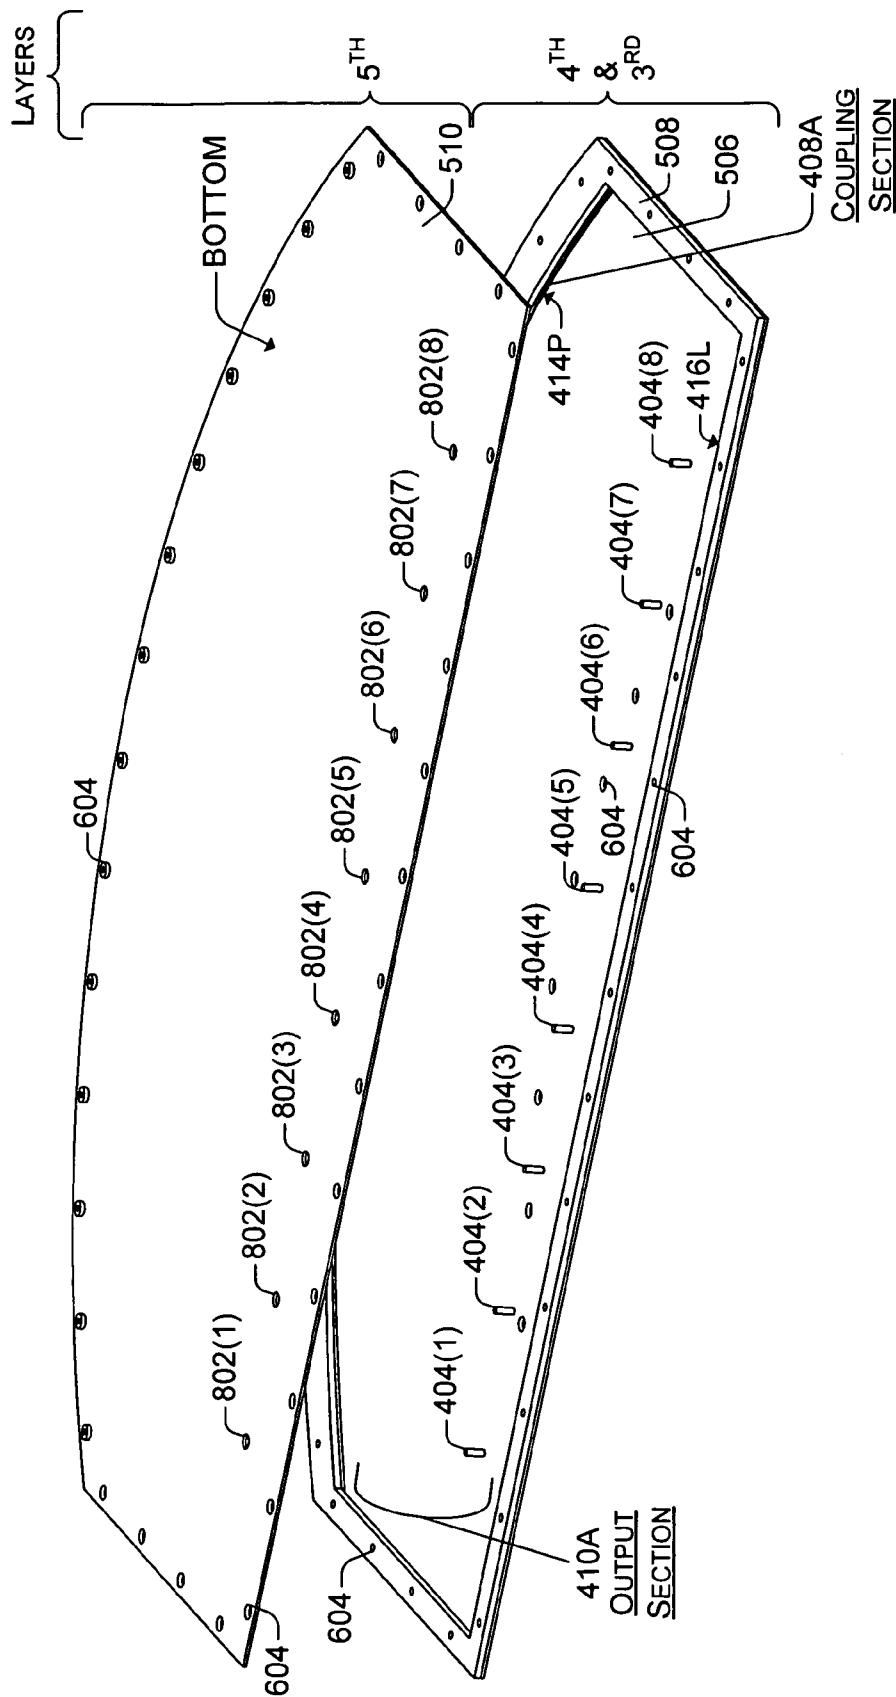 LAYERS
5TH
4TH
&
3RD
BOTTOM
510
508
506
408A
COUPLING
SECTION
414P
416L
802(8)
802(7)
802(6)
802(5)
802(4)
802(3)
802(2)
802(1)
404(8)
404(7)
404(6)
404(5)
404(4)
404(3)
404(2)
404(1)
604
604
604
604
604
410A
OUTPUT
SECTION